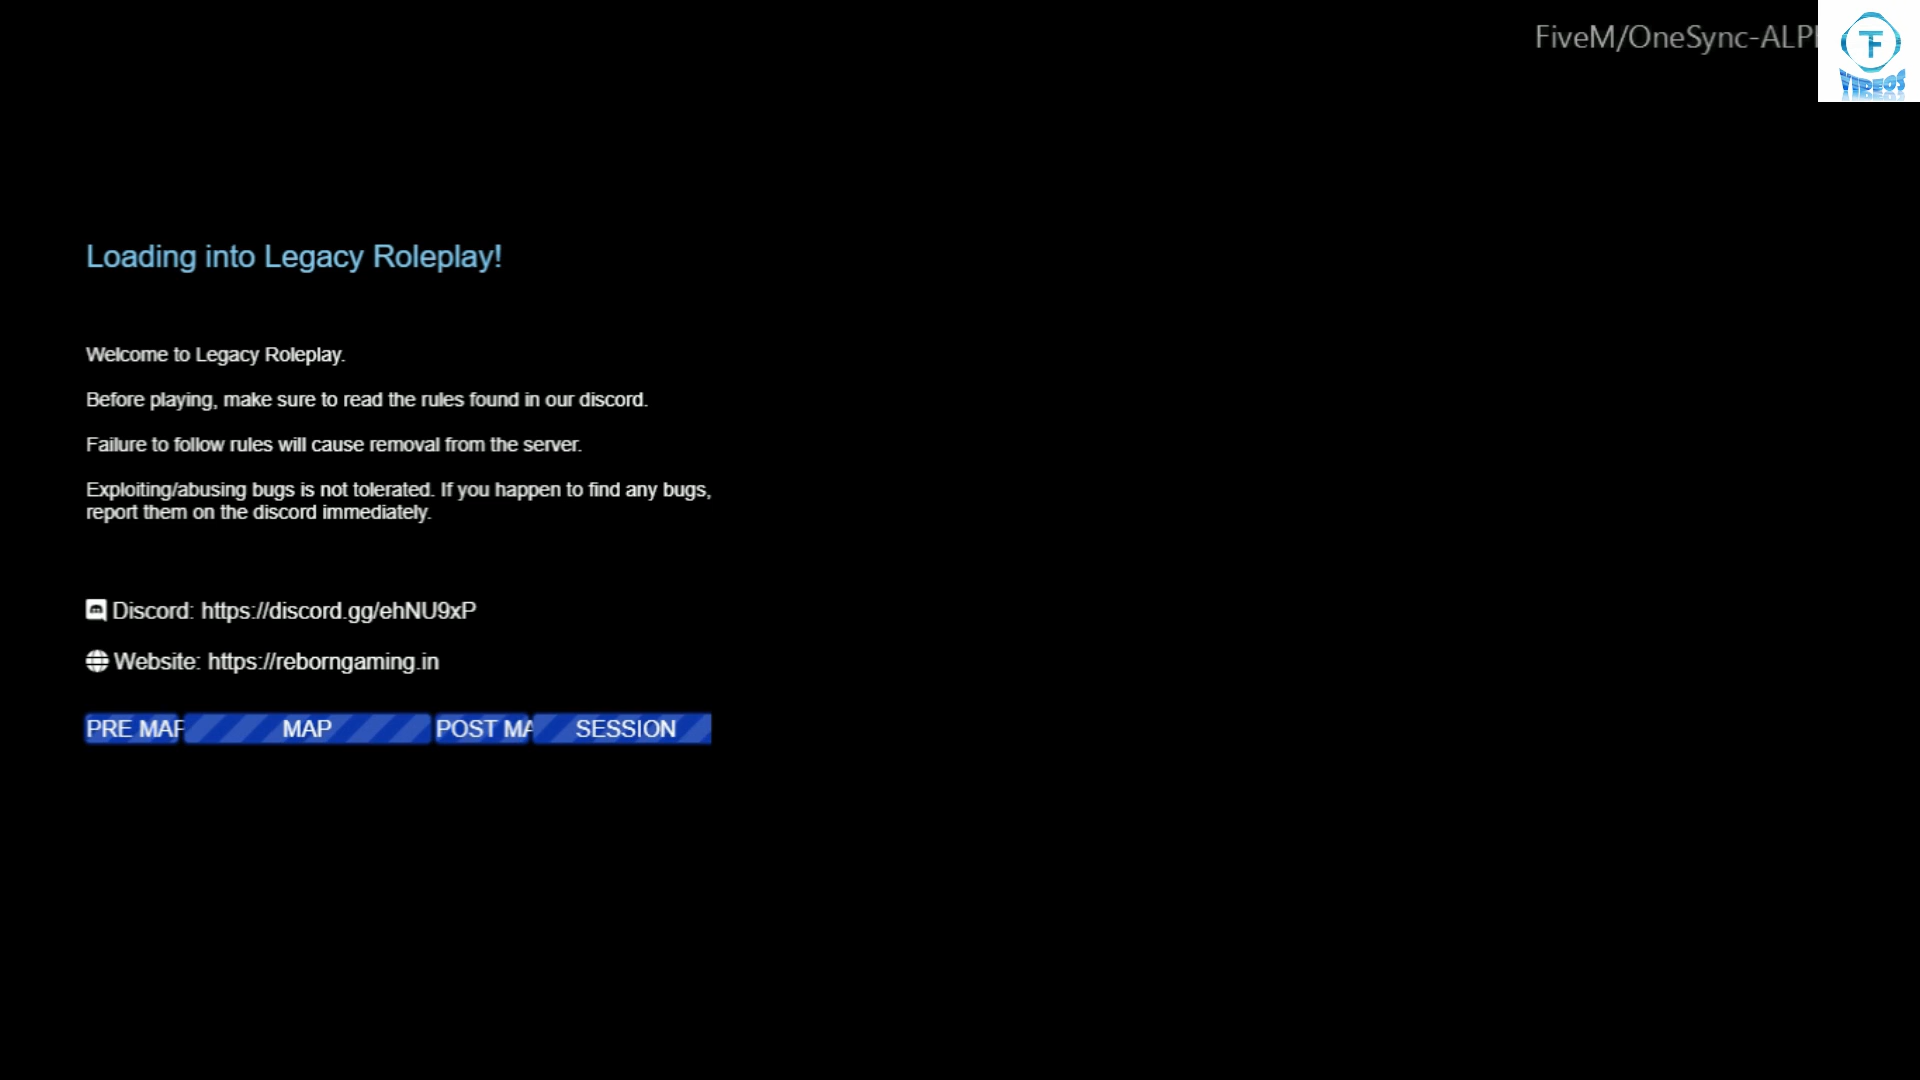 FiveM/OneSync-ALP
TF
VIDEOS
Loading into Legacy Roleplay!
Welcome to Legacy Roleplay.
Before playing, make sure to read the rules found in our discord.
Failure to follow rules will cause removal from the server.
Exploiting/abusing bugs is not tolerated. If you happen to find any bugs,
report them on the discord immediately.
Discord: https://discord.gg/ehNU9xP
Website: https://reborngaming.in
PRE MAP MAP POST MA SESSION